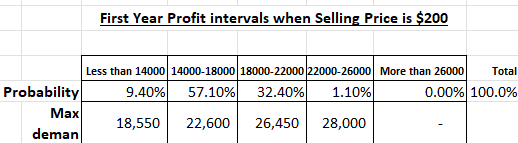 First Year Profit intervals when Selling Price is $200
Less than 14000 14000-18000 18000-22000 22000-26000 More than 26000 Total
Probability 9.40% 57.10% 32.40% 1.10% 0.00% 100.0%
Max
deman 18,550 22,600 26,450 28,000 -